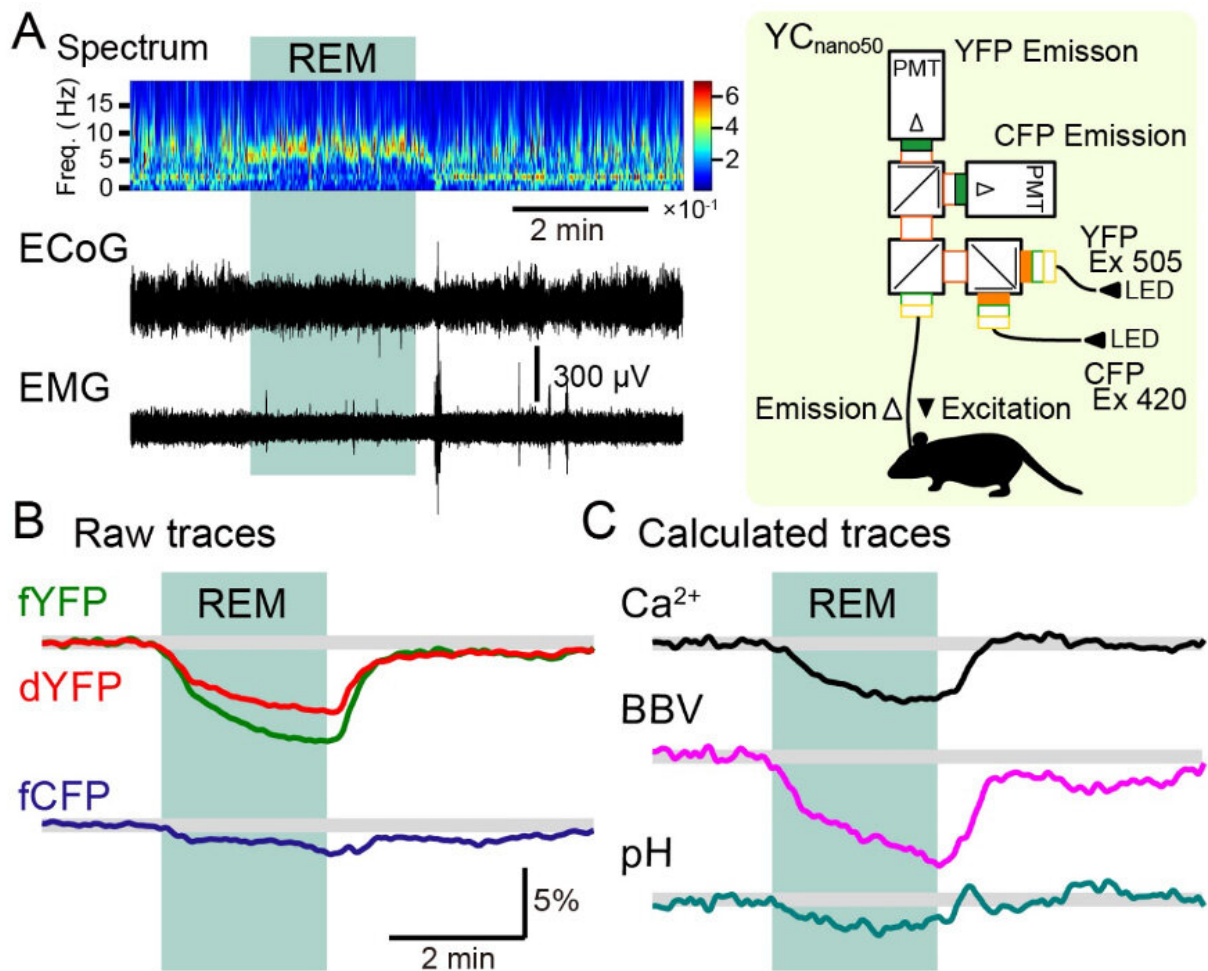 A
Spectrum
REM
Freq. (Hz)
15
10
5
0
6
4
2
×10⁻¹
2 min
ECoG
300 µV
EMG
YCnano50
YFP Emisson
PMT
CFP Emission
PMT
YFP
Ex 505
LED
LED
CFP
Ex 420
Emission
Excitation
B Raw traces
fYFP
REM
dYFP
fCFP
5%
2 min
C Calculated traces
Ca²⁺
REM
BBV
pH